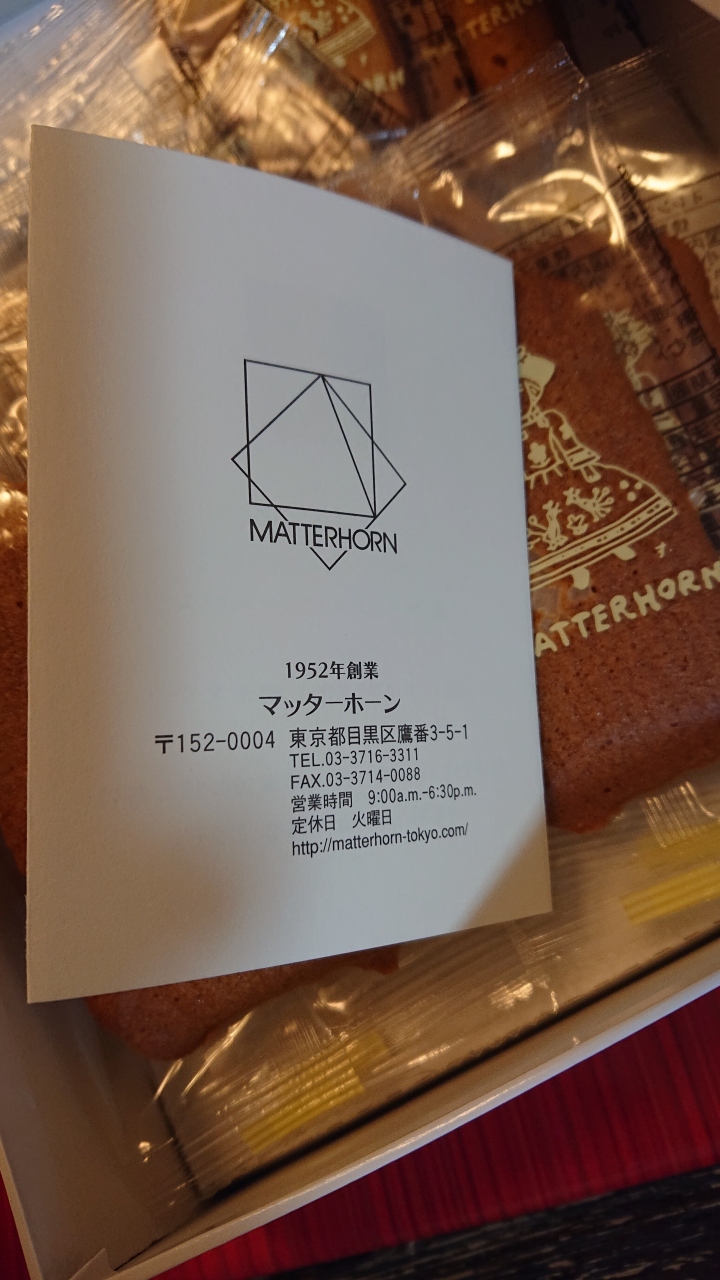 TERHORN
MATTERHORN
ATTERHORN
1952年創業
マッターホーン
〒152-0004 東京都目黒区鷹番3-5-1
TEL.03-3716-3311
FAX.03-3714-0088
営業時間 9:00a.m.-6:30p.m.
定休日 火曜日
http://matterhorn-tokyo.com/